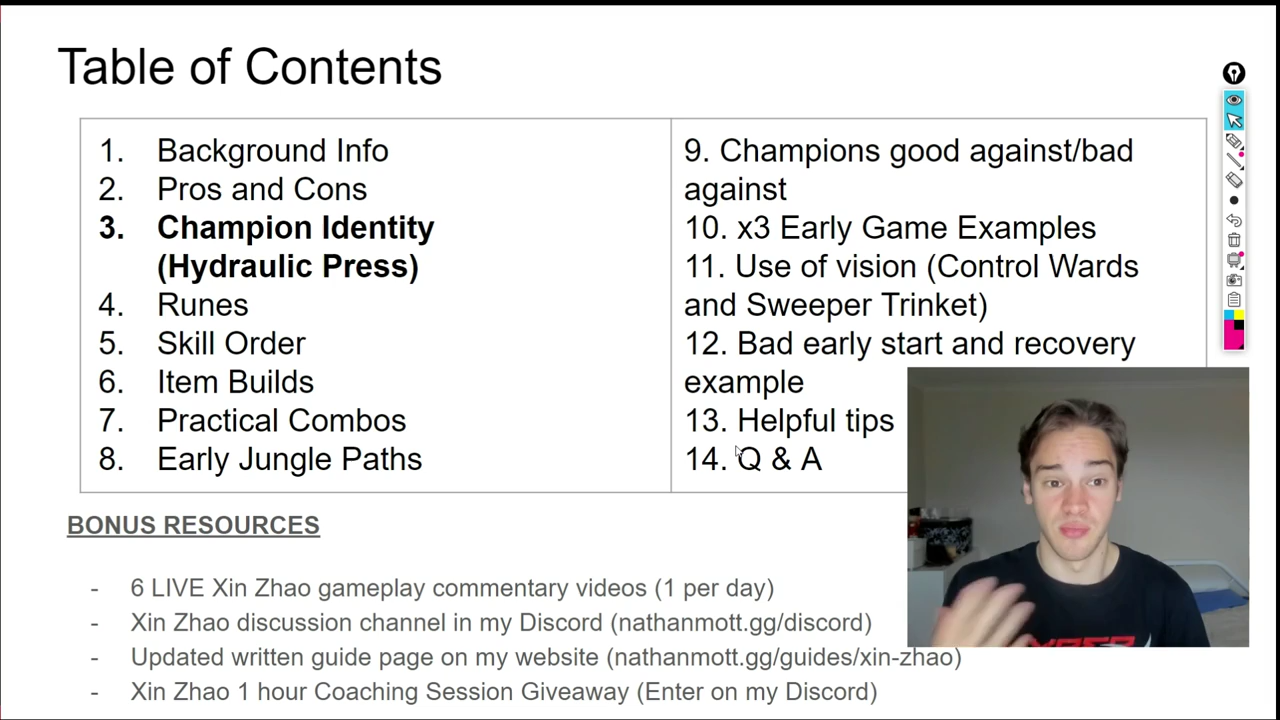 Table of Contents
1. Background Info
2. Pros and Cons
3. Champion Identity
(Hydraulic Press)
4. Runes
5. Skill Order
6. Item Builds
7. Practical Combos
8. Early Jungle Paths
9. Champions good against/bad
against
10. x3 Early Game Examples
11. Use of vision (Control Wards
and Sweeper Trinket)
12. Bad early start and recovery
example
13. Helpful tips
14. Q & A
BONUS RESOURCES
- 6 LIVE Xin Zhao gameplay commentary videos (1 per day)
- Xin Zhao discussion channel in my Discord (nathanmott.gg/discord)
- Updated written guide page on my website (nathanmott.gg/guides/xin-zhao)
- Xin Zhao 1 hour Coaching Session Giveaway (Enter on my Discord)